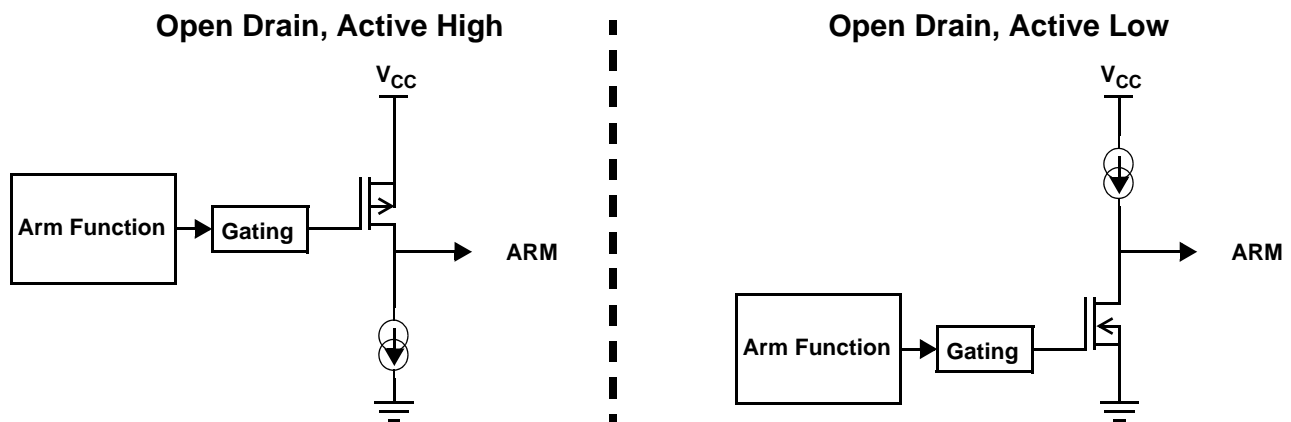 Open Drain, Active High
VCC
Arm Function
Gating
ARM
Open Drain, Active Low
VCC
ARM
Arm Function
Gating